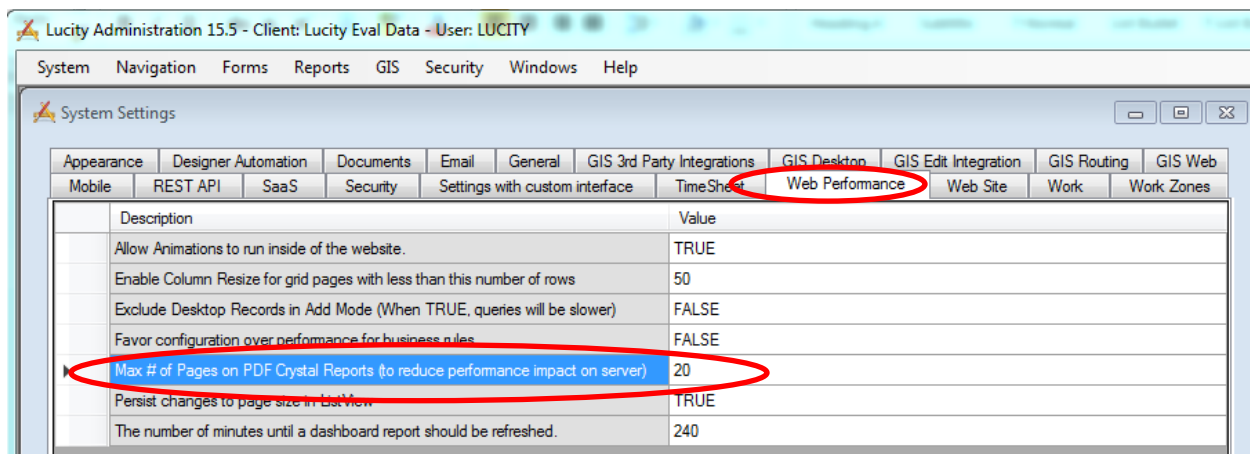 Lucity Administration 15.5 - Client: Lucity Eval Data - User: LUCITY
System Navigation Forms Reports GIS Security Windows Help
System Settings
Appearance Designer Automation Documents Email General GIS 3rd Party Integrations GIS Desktop GIS Edit Integration GIS Routing GIS Web
Mobile REST API SaaS Security Settings with custom interface TimeSheet Web Performance Web Site Work Work Zones
Description Value
Allow Animations to run inside of the website. TRUE
Enable Column Resize for grid pages with less than this number of rows 50
Exclude Desktop Records in Add Mode (When TRUE, queries will be slower) FALSE
Favor configuration over performance for business rules FALSE
Max # of Pages on PDF Crystal Reports (to reduce performance impact on server) 20
Persist changes to page size in ListView TRUE
The number of minutes until a dashboard report should be refreshed. 240